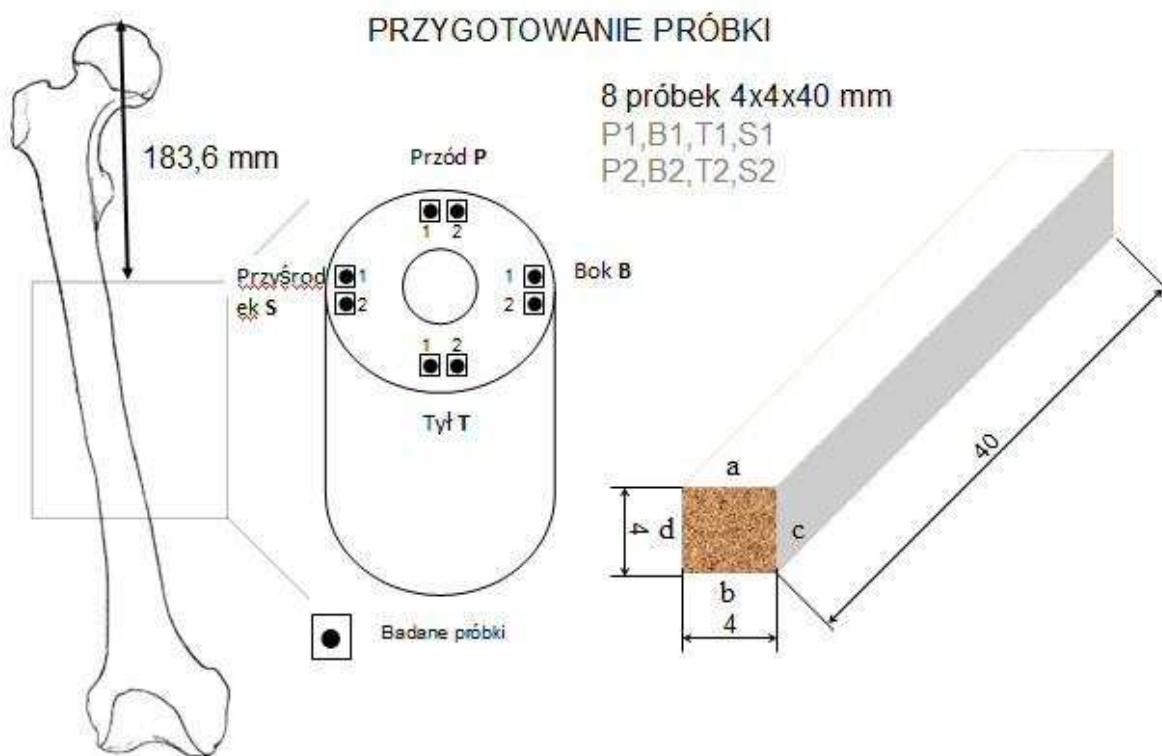 PRZYGOTOWANIE PRÓBKI
8 próbek 4x4x40 mm
P1,B1,T1,S1
P2,B2,T2,S2
183,6 mm
Przód P
1 2
Przyśrod
ek S
1
2
1
2
Bok B
1 2
Tył T
Badane próbki
a
d
c
b
4
4
40